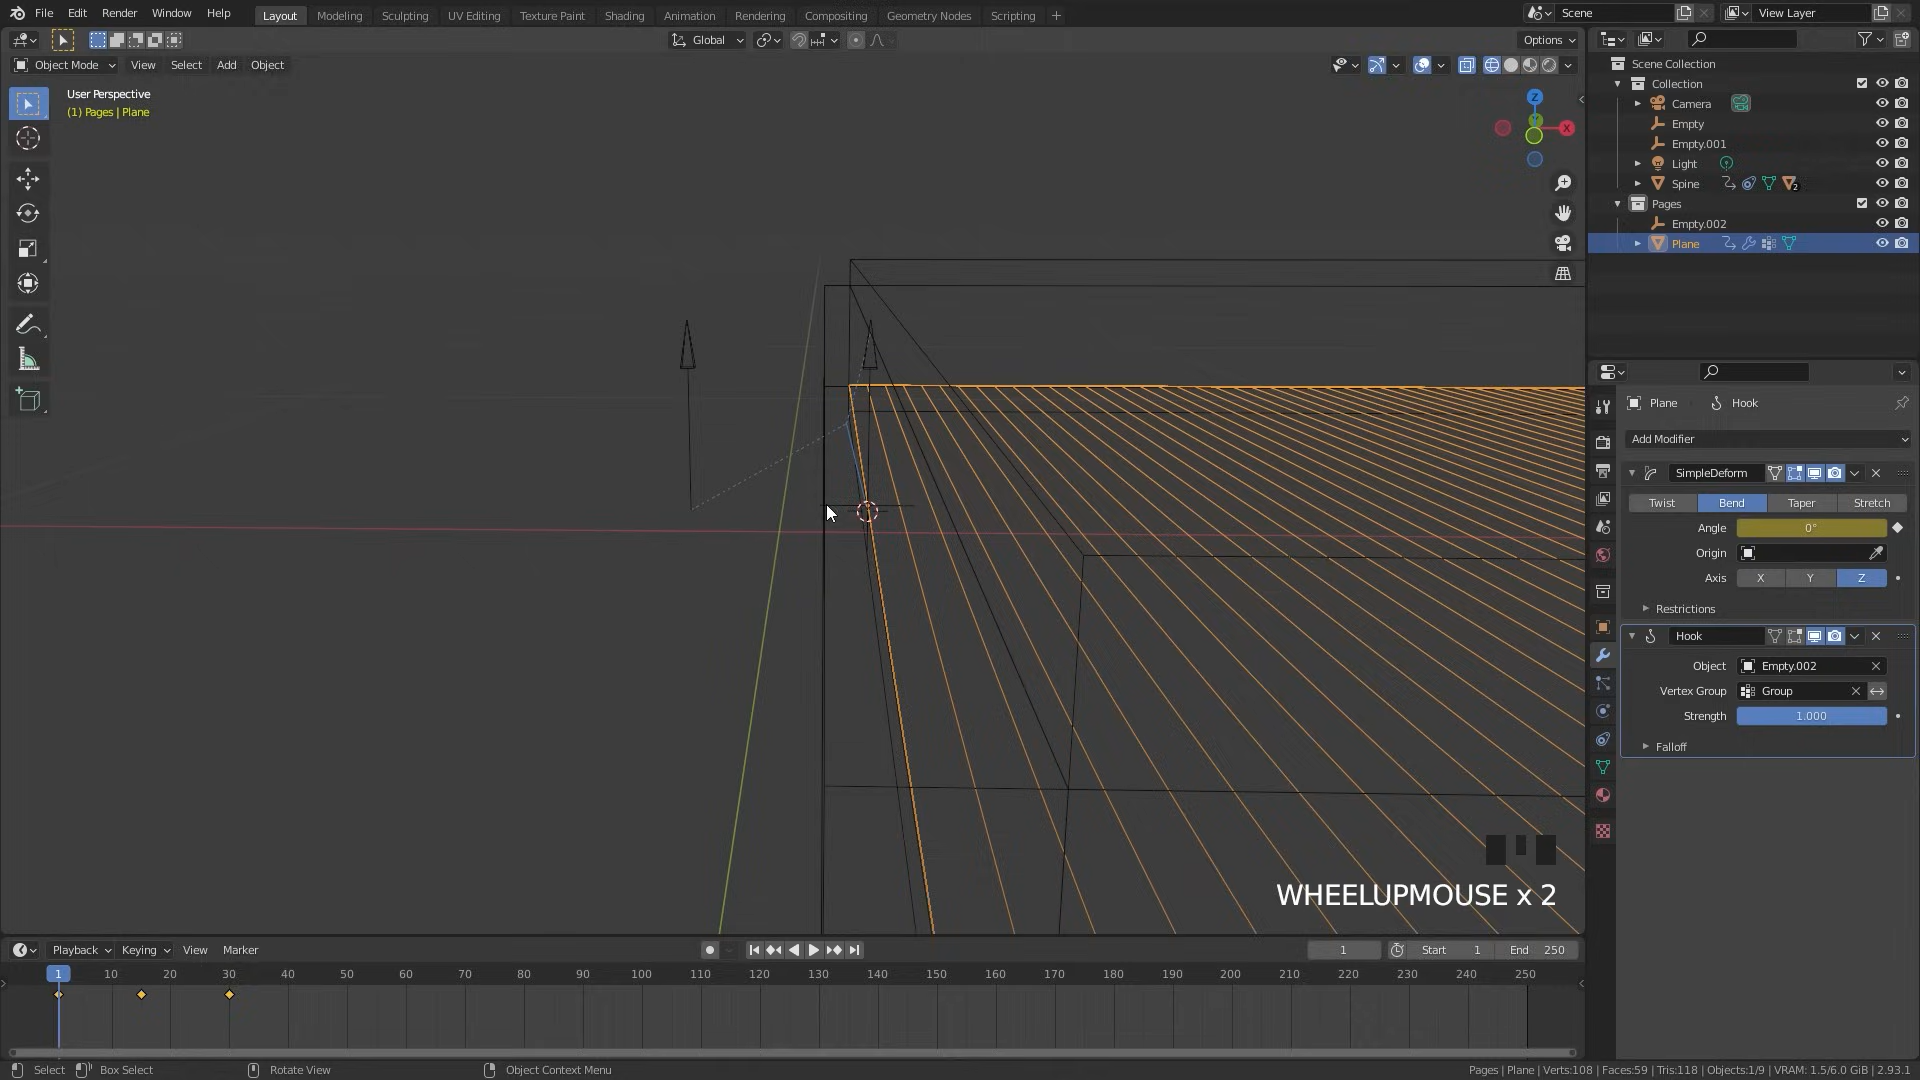 File Edit Render Window Help Layout Modeling Sculpting UV Editing Texture Paint Shading Animation Rendering Compositing Geometry Nodes Scripting + Scene View Layer
Global Options
Object Mode View Select Add Object
User Perspective
(1) Pages | Plane
Z
X
Scene Collection
Collection
Camera
Empty
Empty.001
Light
Spine 2
Pages
Empty.002
Plane
Plane Hook
Add Modifier
SimpleDeform
Twist Bend Taper Stretch
Angle 0°
Origin
Axis X Y Z
Restrictions
Hook
Object Empty.002
Vertex Group Group
Strength 1.000
Falloff
WHEELUPMOUSE x 2
Playback Keying View Marker 1 Start 1 End 250
1 10 20 30 40 50 60 70 80 90 100 110 120 130 140 150 160 170 180 190 200 210 220 230 240 250
Select Box Select Rotate View Object Context Menu Pages | Plane | Verts:108 | Faces:59 | Tris:118 | Objects:1/9 | VRAM: 1.5/6.0 GiB | 2.93.1